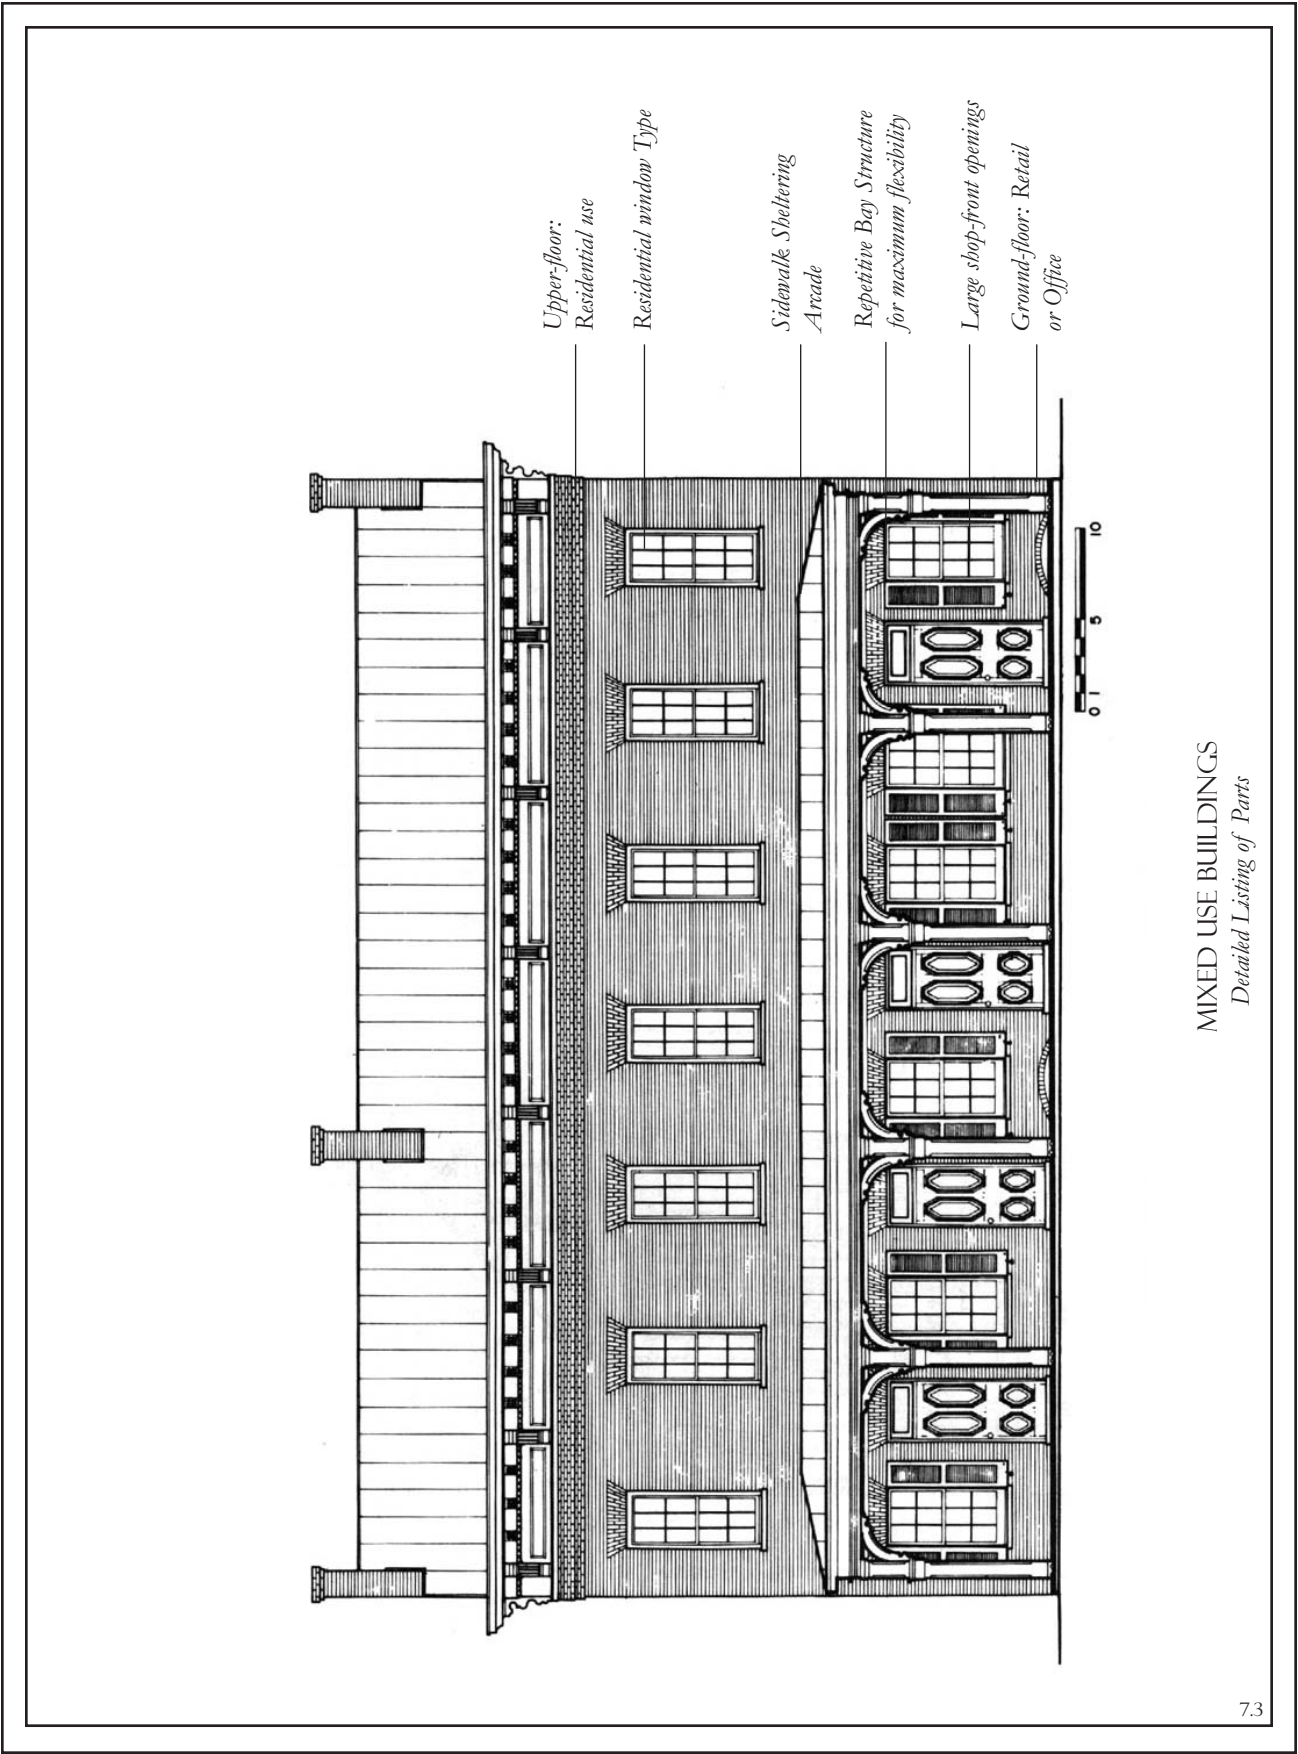 Upper-floor:
Residential use
Residential window Type
Sidewalk Sheltering
Arcade
Repetitive Bay Structure
for maximum flexibility
Large shop-front openings
Ground-floor: Retail
or Office
0 1 5 10
MIXED USE BUILDINGS
Detailed Listing of Parts
7.3